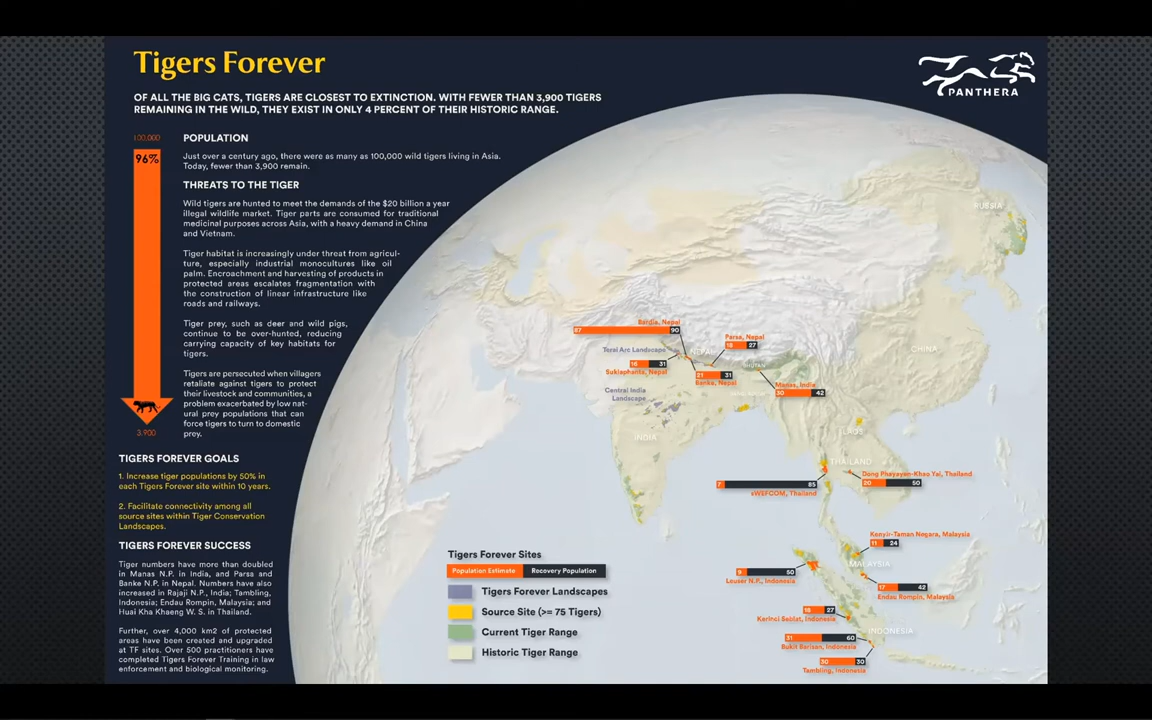 Tigers Forever
PANTHERA
OF ALL THE BIG CATS, TIGERS ARE CLOSEST TO EXTINCTION. WITH FEWER THAN 3,900 TIGERS
REMAINING IN THE WILD, THEY EXIST IN ONLY 4 PERCENT OF THEIR HISTORIC RANGE.
100,000
96%
3,900
POPULATION
Just over a century ago, there were as many as 100,000 wild tigers living in Asia.
Today, fewer than 3,900 remain.
THREATS TO THE TIGER
Wild tigers are hunted to meet the demands of the $20 billion a year
illegal wildlife market. Tiger parts are consumed for traditional
medicinal purposes across Asia, with a heavy demand in China
and Vietnam.
Tiger habitat is increasingly under threat from agricul-
ture, especially industrial monocultures like oil
palm. Encroachment and harvesting of products in
protected areas escalates fragmentation with
the construction of linear infrastructure like
roads and railways.
Tiger prey, such as deer and wild pigs,
continue to be over-hunted, reducing
carrying capacity of key habitats for
tigers.
Tigers are persecuted when villagers
retaliate against tigers to protect
their livestock and communities, a
problem exacerbated by low nat-
ural prey populations that can
force tigers to turn to domestic
prey.
TIGERS FOREVER GOALS
1. Increase tiger populations by 50% in
each Tigers Forever site within 10 years.
2. Facilitate connectivity among all
source sites within Tiger Conservation
Landscapes.
TIGERS FOREVER SUCCESS
Tiger numbers have more than doubled
in Manas N.P. in India, and Parsa and
Banke N.P. in Nepal. Numbers have also
increased in Rajaji N.P., India; Tambling,
Indonesia; Endau Rompin, Malaysia; and
Huai Kha Khaeng W. S. in Thailand.
Further, over 4,000 km2 of protected
areas have been created and upgraded
at TF sites. Over 500 practitioners have
completed Tigers Forever Training in law
enforcement and biological monitoring.
RUSSIA
Bardia, Nepal
87 90
Parsa, Nepal
18 27
Terai Arc Landscape
NEPAL
CHINA
16 31
Suklaphanta, Nepal
BHUTAN
21 31
Banke, Nepal
Manas, India
30 42
Central India
Landscape
INDIA
LAOS
THAILAND
Dong Phayayen-Khao Yai, Thailand
20 50
7 85
sWEFCOM, Thailand
Kenyir-Taman Negara, Malaysia
11 24
MALAYSIA
50
Leuser N.P., Indonesia
17 42
Endau Rompin, Malaysia
18 27
Kerinci Seblat, Indonesia
INDONESIA
31 60
Bukit Barisan, Indonesia
30 30
Tambling, Indonesia
Tigers Forever Sites
Population Estimate Recovery Population
Tigers Forever Landscapes
Source Site (>= 75 Tigers)
Current Tiger Range
Historic Tiger Range